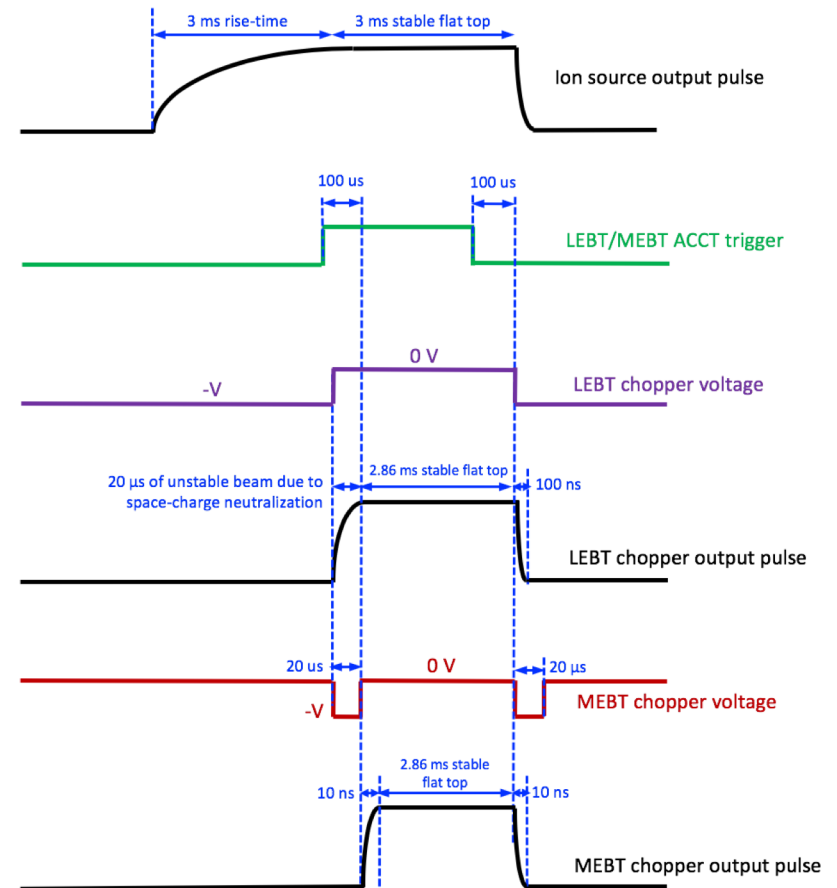 3 ms rise-time
3 ms stable flat top
Ion source output pulse
100 us
100 us
LEBT/MEBT ACCT trigger
0 V
-V
LEBT chopper voltage
20 μs of unstable beam due to
space-charge neutralization
2.86 ms stable flat top
100 ns
LEBT chopper output pulse
20 us
0 V
20 μs
-V
MEBT chopper voltage
2.86 ms stable
flat top
10 ns
10 ns
MEBT chopper output pulse